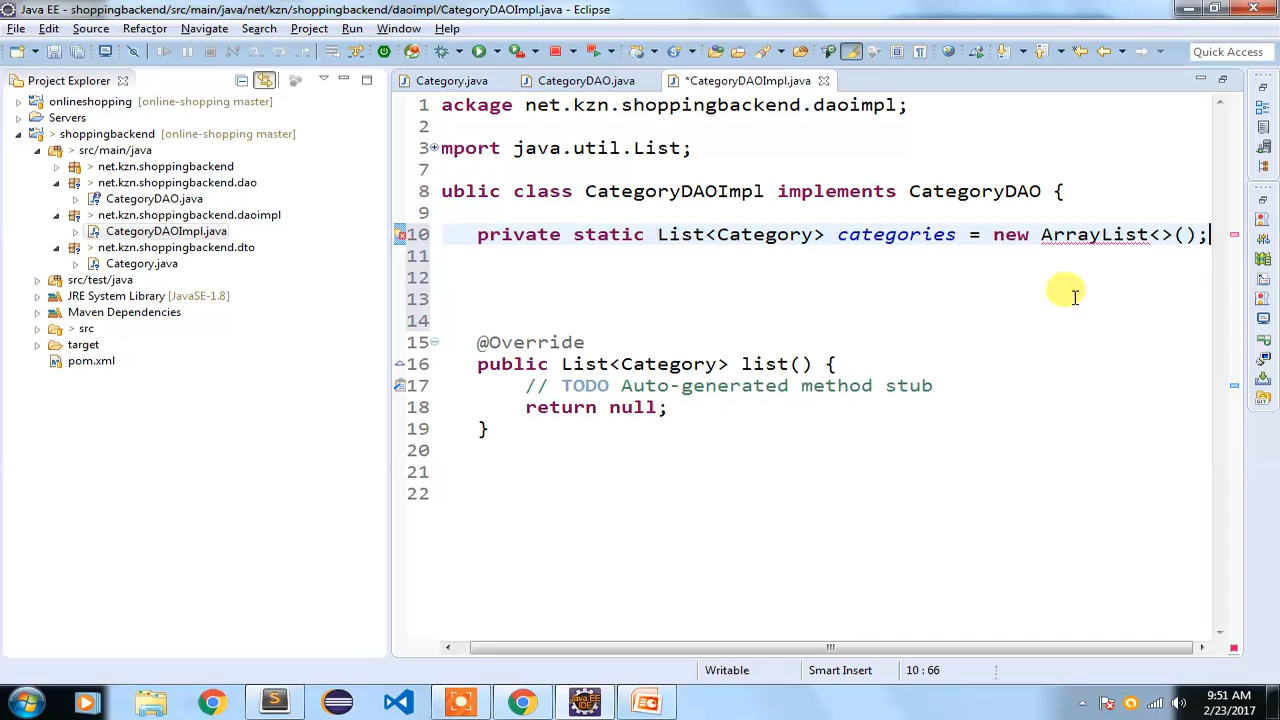 Java EE - shoppingbackend/src/main/java/net/kzn/shoppingbackend/daoimpl/CategoryDAOImpl.java - Eclipse
File Edit Source Refactor Navigate Search Project Run Window Help
Quick Access
Project Explorer
onlineshopping [online-shopping master]
Servers
> shoppingbackend [online-shopping master]
> src/main/java
> net.kzn.shoppingbackend
> net.kzn.shoppingbackend.dao
> CategoryDAO.java
> net.kzn.shoppingbackend.daoimpl
> CategoryDAOImpl.java
> net.kzn.shoppingbackend.dto
> Category.java
src/test/java
JRE System Library [JavaSE-1.8]
Maven Dependencies
> src
target
pom.xml
Category.java CategoryDAO.java *CategoryDAOImpl.java
1 ackage net.kzn.shoppingbackend.daoimpl;
2
3 mport java.util.List;
7
8 ublic class CategoryDAOImpl implements CategoryDAO {
9
10 private static List<Category> categories = new ArrayList<>();
11
12
13
14
15 @Override
16 public List<Category> list() {
17 // TODO Auto-generated method stub
18 return null;
19 }
20
21
22
Writable Smart Insert 10 : 66
Java EE
IDE
9:51 AM
2/23/2017